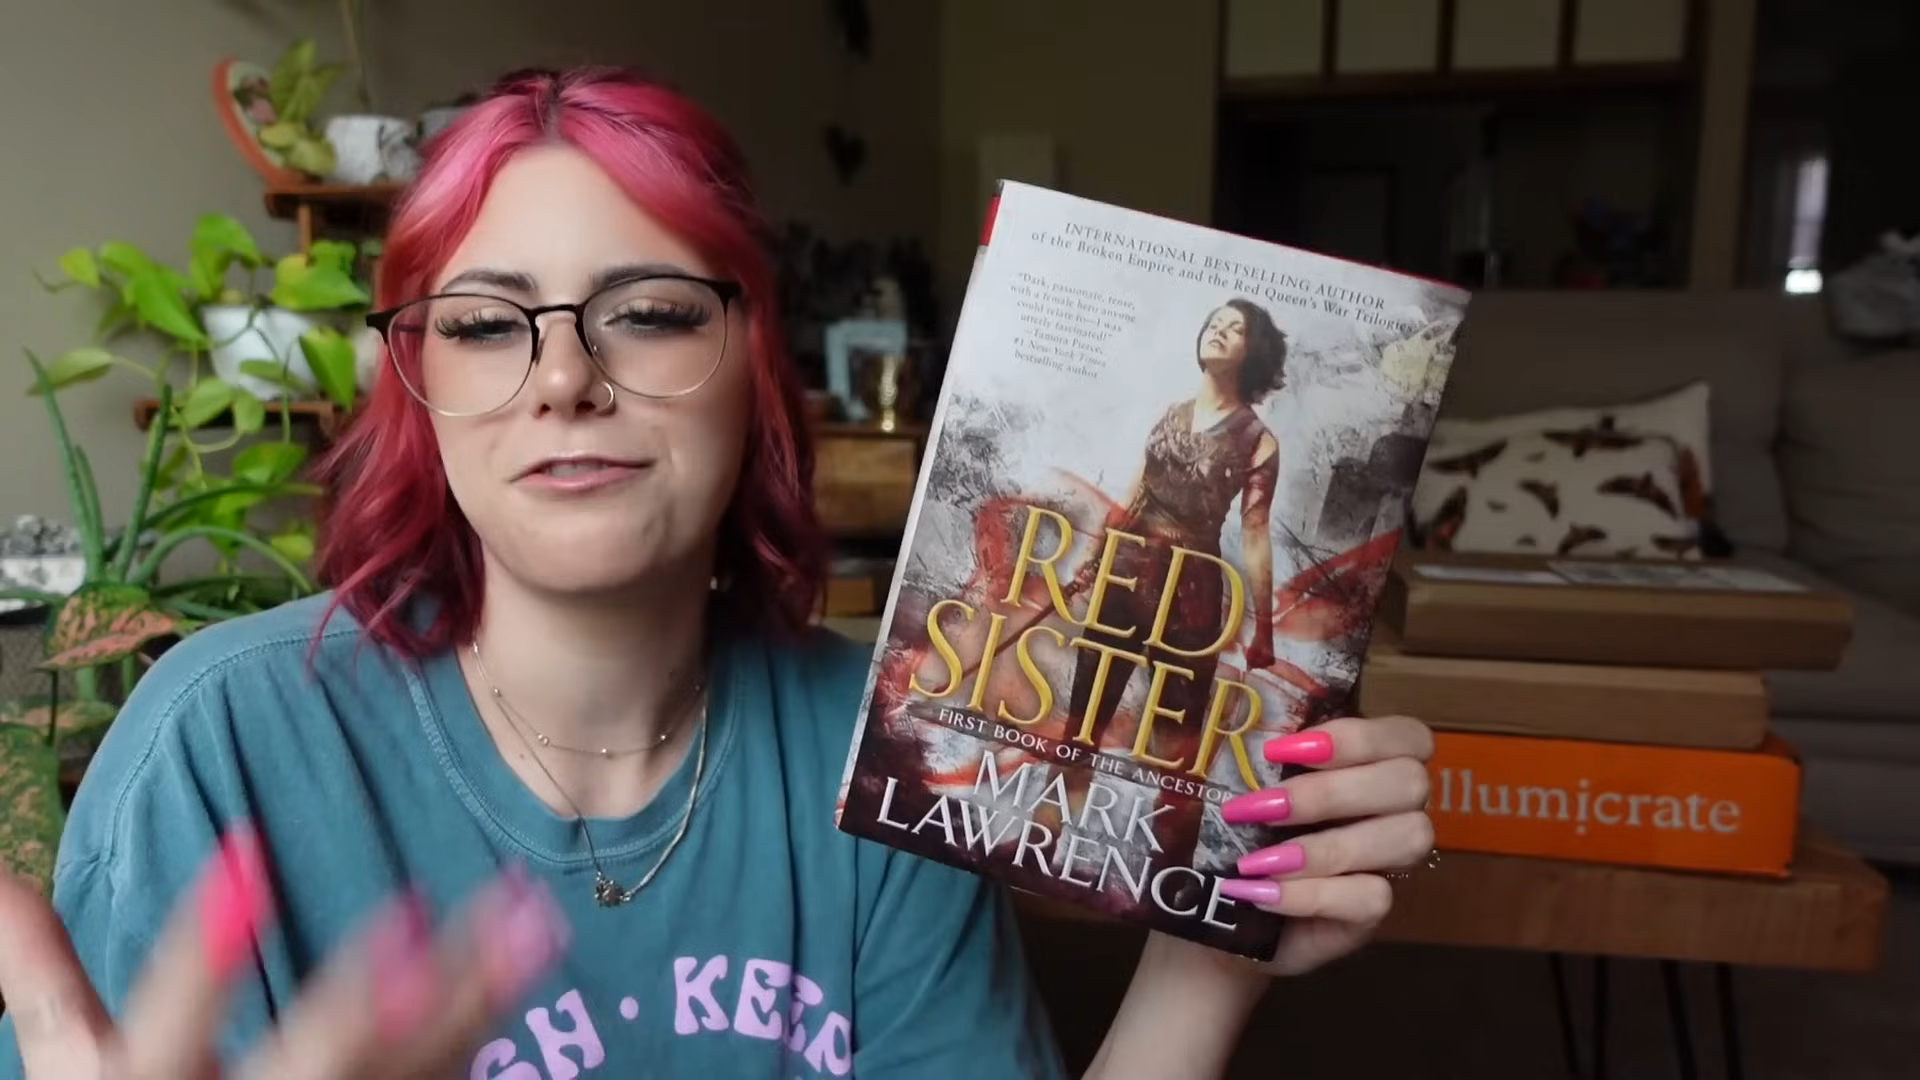 INTERNATIONAL BESTSELLING AUTHOR
of the Broken Empire and the Red Queen's War Trilogies
"Dark, passionate, tense,
with a female hero anyone
could relate to—I was
utterly fascinated!"
—Tamora Pierce,
#1 New York Times
bestselling author
RED
SISTER
FIRST BOOK OF THE ANCESTOR
MARK
LAWRENCE
illumicrate